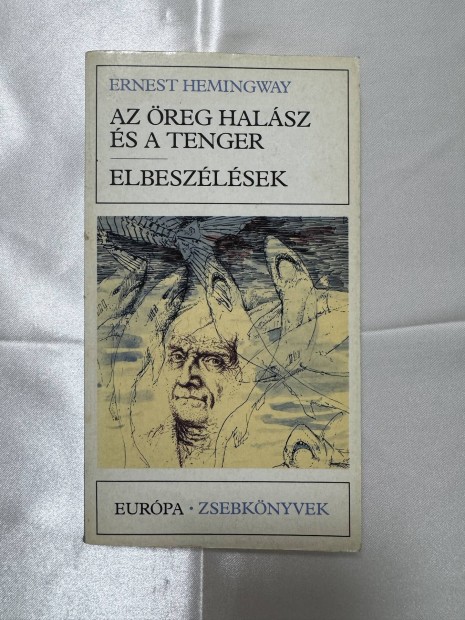 ERNEST HEMINGWAY
AZ ÖREG HALÁSZ
ÉS A TENGER
ELBESZÉLÉSEK
EURÓPA · ZSEBKÖNYVEK